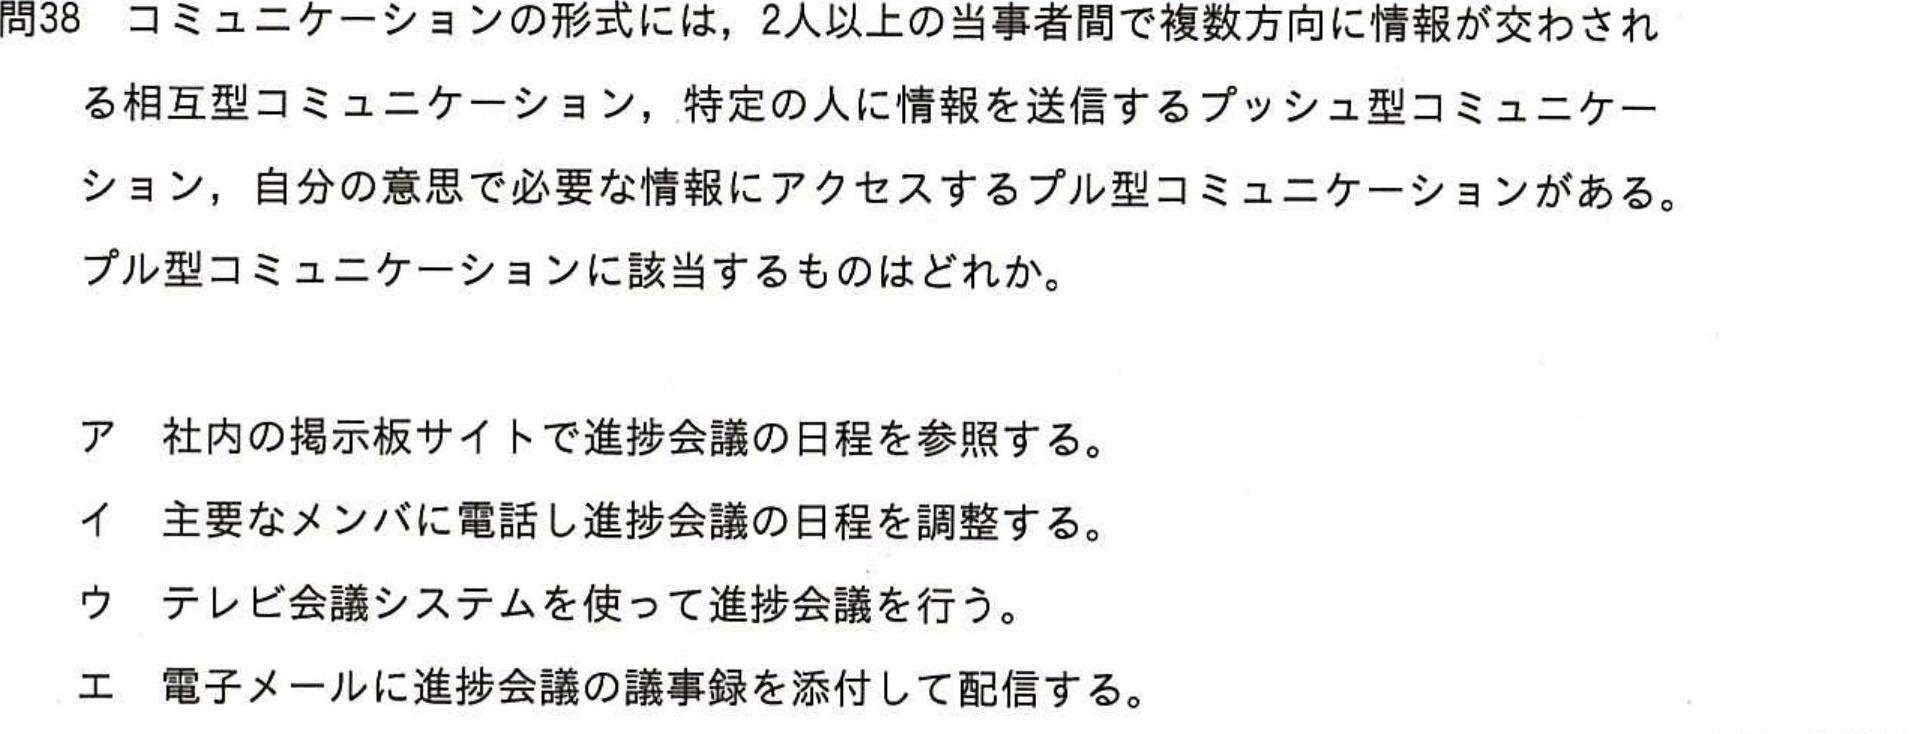 問38　コミュニケーションの形式には，2人以上の当事者間で複数方向に情報が交わされ
る相互型コミュニケーション，特定の人に情報を送信するプッシュ型コミュニケー
ション，自分の意思で必要な情報にアクセスするプル型コミュニケーションがある。
プル型コミュニケーションに該当するものはどれか。
ア　社内の掲示板サイトで進捗会議の日程を参照する。
イ　主要なメンバに電話し進捗会議の日程を調整する。
ウ　テレビ会議システムを使って進捗会議を行う。
エ　電子メールに進捗会議の議事録を添付して配信する。